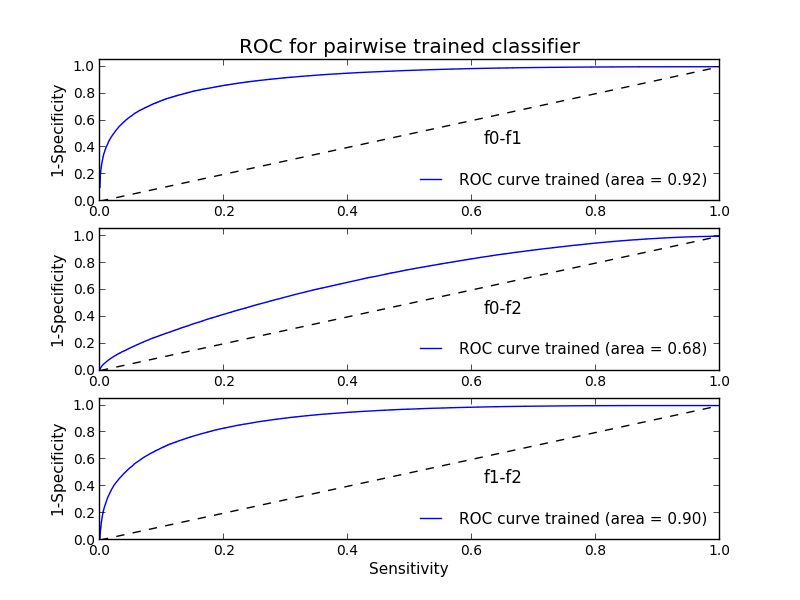 ROC for pairwise trained classifier
1-Specificity
1.0
0.8
0.6
0.4
0.2
0.0
f0-f1
ROC curve trained (area = 0.92)
0.0 0.2 0.4 0.6 0.8 1.0
1-Specificity
1.0
0.8
0.6
0.4
0.2
0.0
f0-f2
ROC curve trained (area = 0.68)
0.0 0.2 0.4 0.6 0.8 1.0
1-Specificity
1.0
0.8
0.6
0.4
0.2
0.0
f1-f2
ROC curve trained (area = 0.90)
0.0 0.2 0.4 0.6 0.8 1.0
Sensitivity